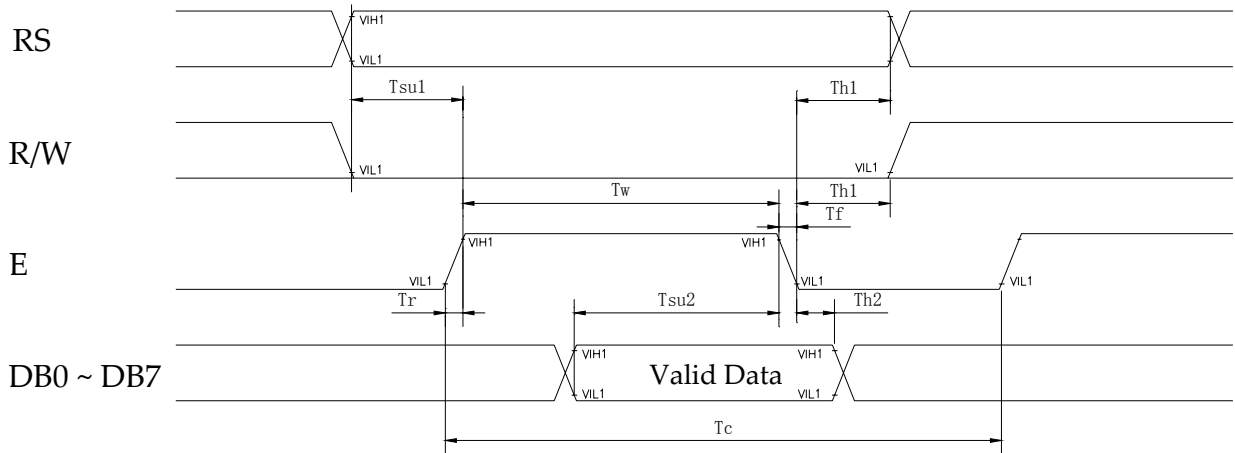 RS
VIH1
VIL1
Tsu1
Th1
R/W
VIL1
VIL1
Tw
Th1
Tf
E
VIH1
VIH1
VIL1
VIL1
VIL1
Tr
Tsu2
Th2
DB0 ~ DB7
VIH1
VIL1
Valid Data
VIH1
VIL1
Tc